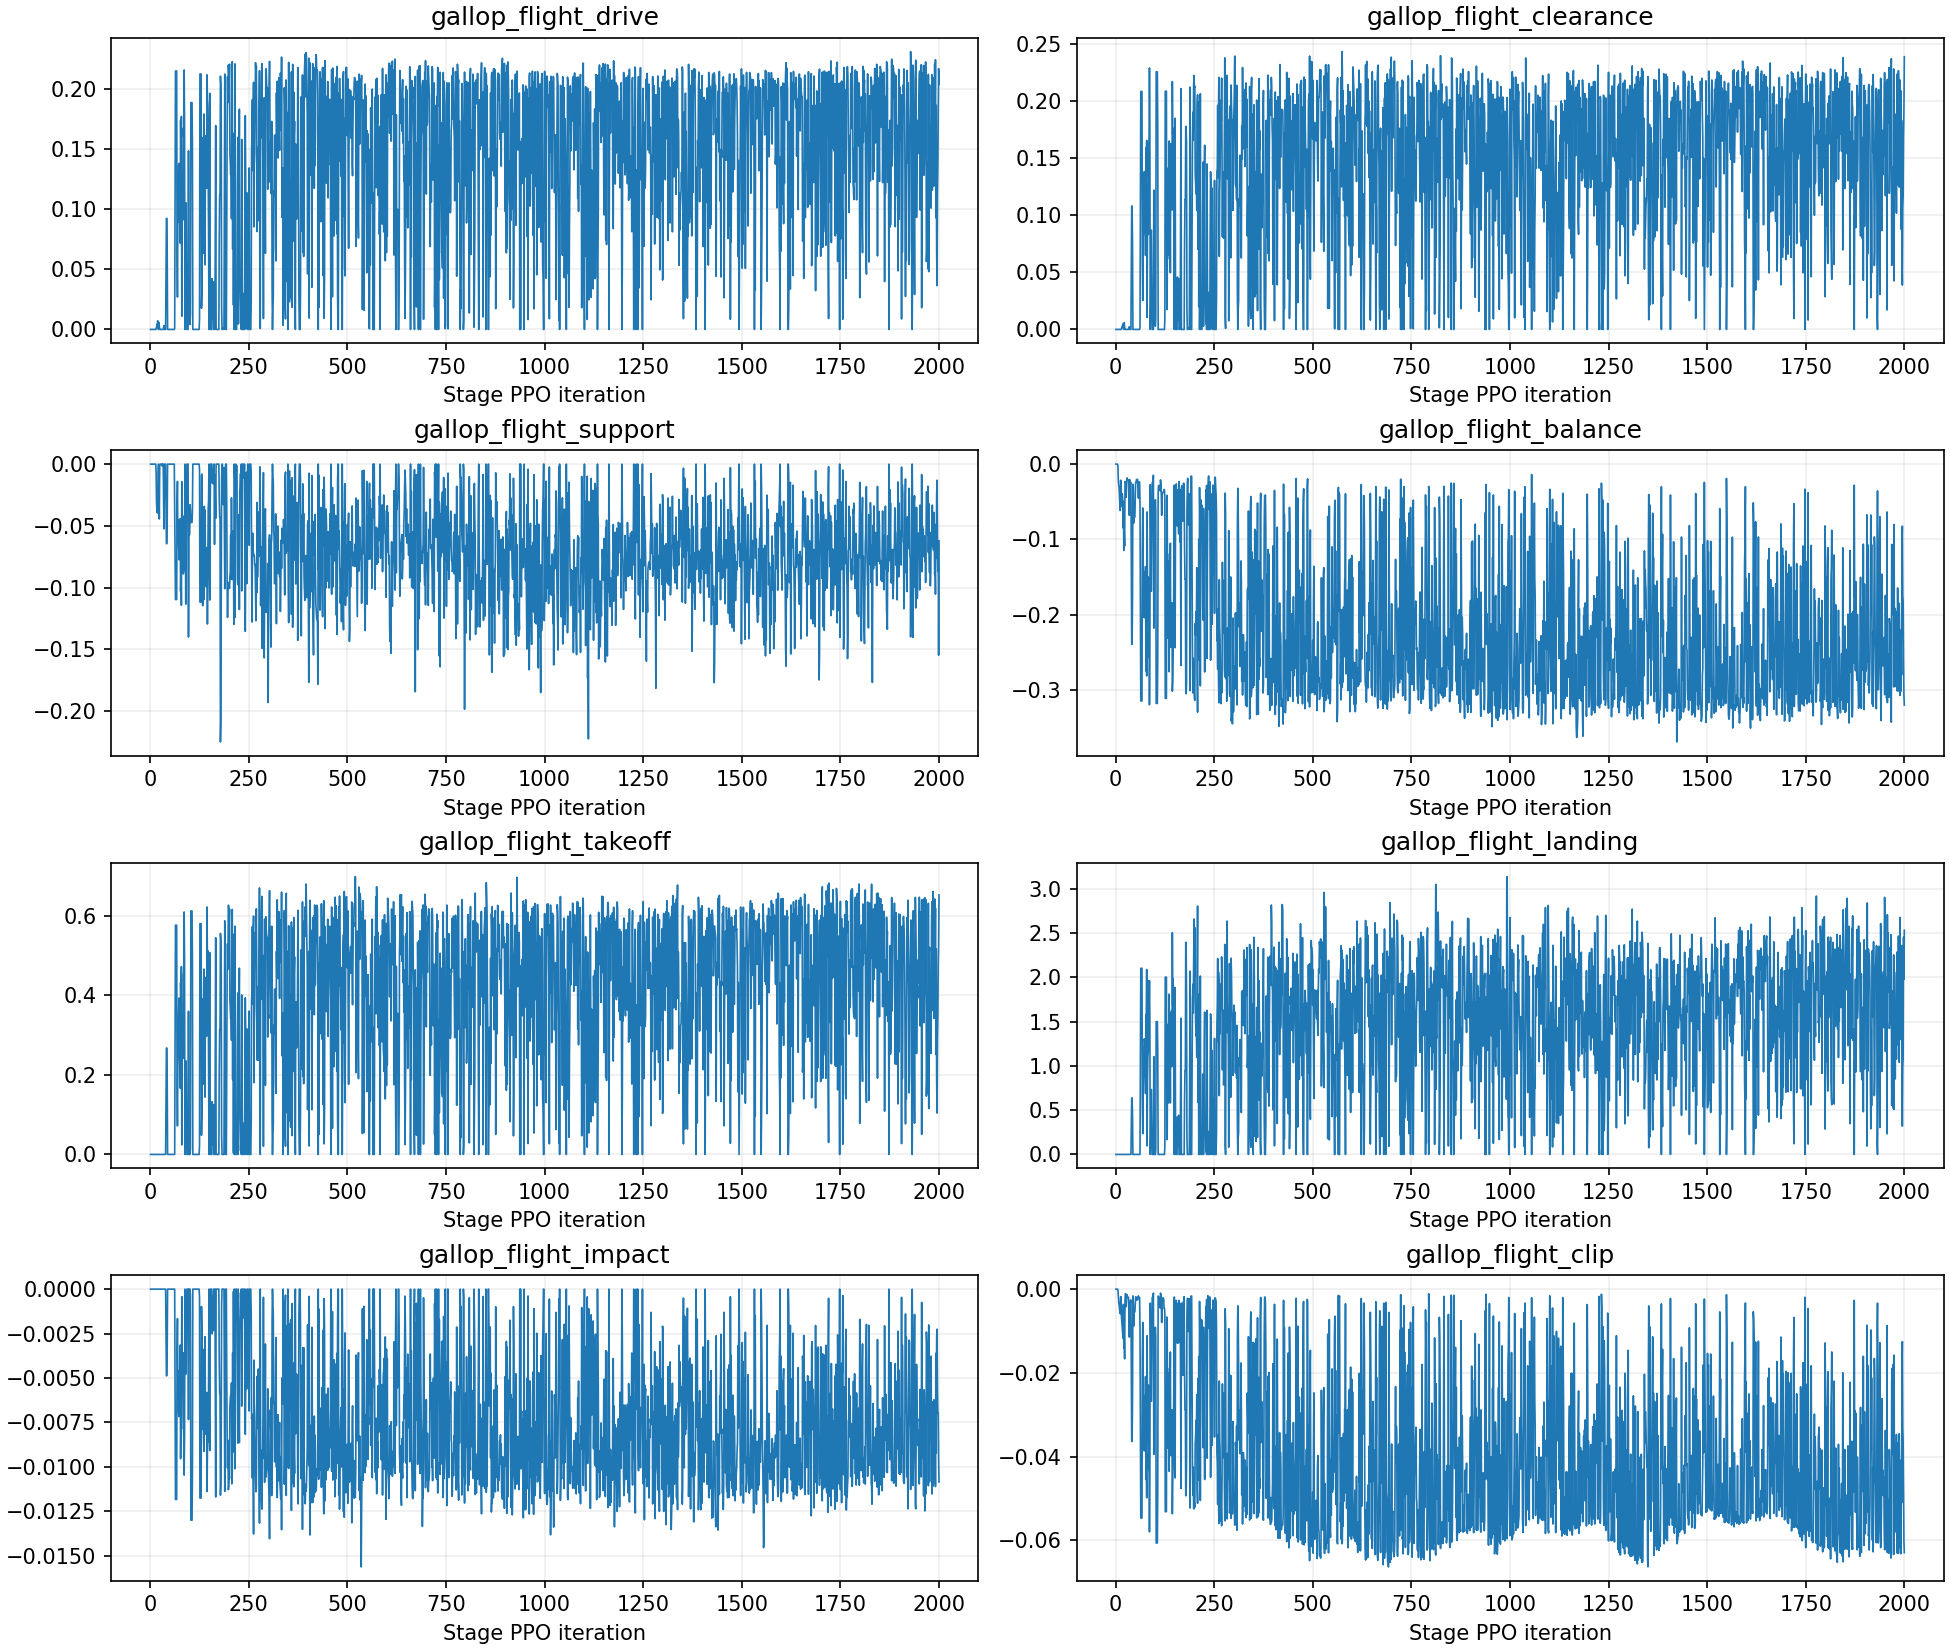 gallop_flight_drive
0.20
0.15
0.10
0.05
0.00
0 250 500 750 1000 1250 1500 1750 2000
Stage PPO iteration
gallop_flight_clearance
0.25
0.20
0.15
0.10
0.05
0.00
0 250 500 750 1000 1250 1500 1750 2000
Stage PPO iteration
gallop_flight_support
0.00
−0.05
−0.10
−0.15
−0.20
0 250 500 750 1000 1250 1500 1750 2000
Stage PPO iteration
gallop_flight_balance
0.0
−0.1
−0.2
−0.3
0 250 500 750 1000 1250 1500 1750 2000
Stage PPO iteration
gallop_flight_takeoff
0.6
0.4
0.2
0.0
0 250 500 750 1000 1250 1500 1750 2000
Stage PPO iteration
gallop_flight_landing
3.0
2.5
2.0
1.5
1.0
0.5
0.0
0 250 500 750 1000 1250 1500 1750 2000
Stage PPO iteration
gallop_flight_impact
0.0000
−0.0025
−0.0050
−0.0075
−0.0100
−0.0125
−0.0150
0 250 500 750 1000 1250 1500 1750 2000
Stage PPO iteration
gallop_flight_clip
0.00
−0.02
−0.04
−0.06
0 250 500 750 1000 1250 1500 1750 2000
Stage PPO iteration